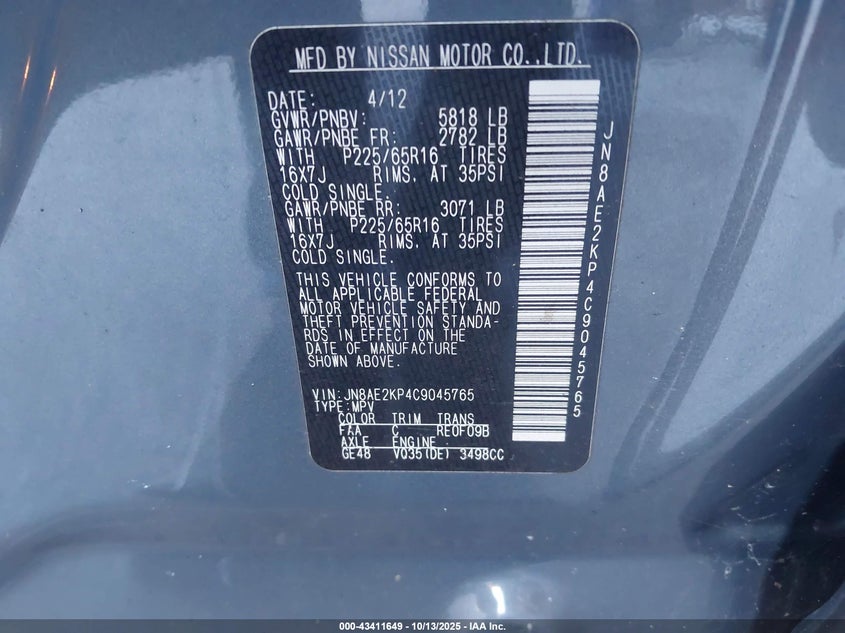 MFD BY NISSAN MOTOR CO.,LTD.
DATE: 4/12
GVWR/PNBV: 5818 LB
GAWR/PNBE FR: 2782 LB
WITH P225/65R16 TIRES
16X7J RIMS, AT 35PSI
COLD SINGLE.
GAWR/PNBE RR: 3071 LB
WITH P225/65R16 TIRES
16X7J RIMS, AT 35PSI
COLD SINGLE.
THIS VEHICLE CONFORMS TO
ALL APPLICABLE FEDERAL
MOTOR VEHICLE SAFETY AND
THEFT PREVENTION STANDA-
RDS IN EFFECT ON THE
DATE OF MANUFACTURE
SHOWN ABOVE.
VIN:JN8AE2KP4C9045765
TYPE:MPV
COLOR TRIM TRANS
FAA C RE0F09B
AXLE ENGINE
GE48 VQ35(DE) 3498CC
JN8AE2KP4C9045765
000-43411649 - 10/13/2025 - IAA Inc.